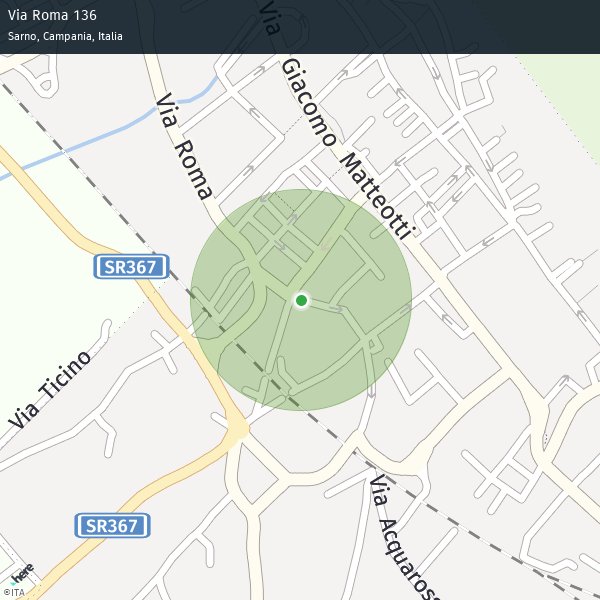 Via Roma 136
Sarno, Campania, Italia
Via Giacomo Matteotti
Via Roma
SR367
Via Ticino
SR367
Via Acquaross
here
©ITA